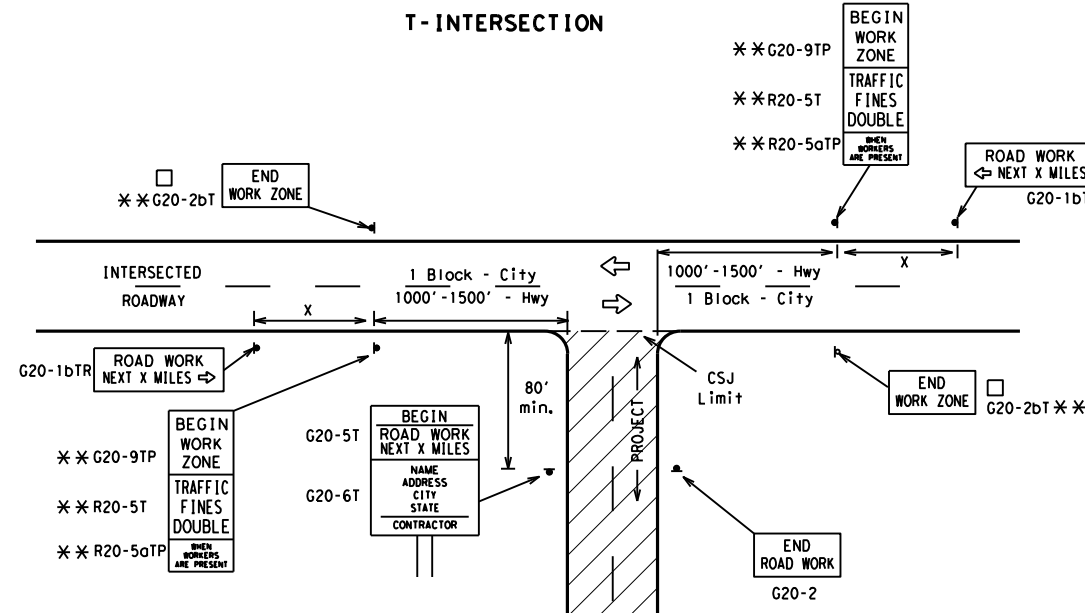 T-INTERSECTION
BEGIN
WORK
ZONE
TRAFFIC
FINES
DOUBLE
WHEN
WORKERS
ARE PRESENT
**G20-9TP
**R20-5T
**R20-5aTP
ROAD WORK
⇦ NEXT X MILES
G20-1bT
□
**G20-2bT
END
WORK ZONE
INTERSECTED
ROADWAY
1 Block - City
1000'-1500' - Hwy
1000'-1500' - Hwy
1 Block - City
X
X
G20-1bTR
ROAD WORK
NEXT X MILES ⇨
80'
min.
CSJ
Limit
PROJECT
END
WORK ZONE
□
G20-2bT **
BEGIN
WORK
ZONE
TRAFFIC
FINES
DOUBLE
WHEN
WORKERS
ARE PRESENT
** G20-9TP
** R20-5T
** R20-5aTP
G20-5T
G20-6T
BEGIN
ROAD WORK
NEXT X MILES
NAME
ADDRESS
CITY
STATE
CONTRACTOR
END
ROAD WORK
G20-2